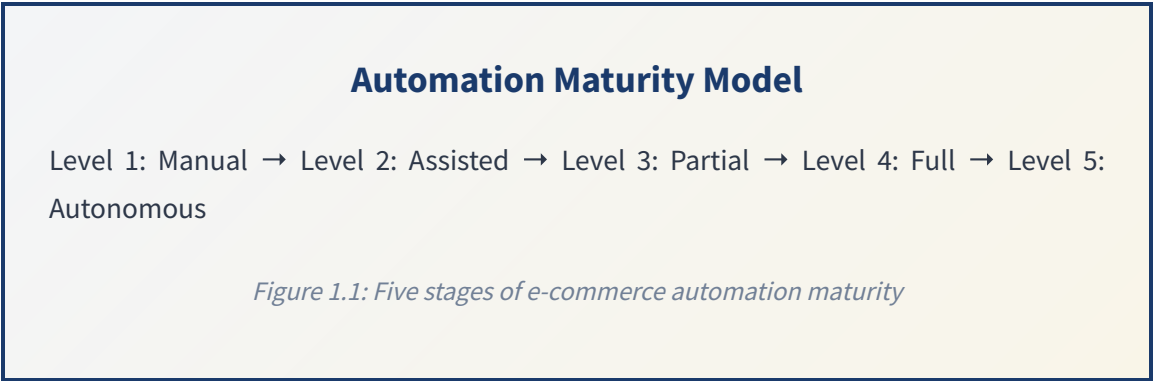 Automation Maturity Model
Level 1: Manual → Level 2: Assisted → Level 3: Partial → Level 4: Full → Level 5:
Autonomous
Figure 1.1: Five stages of e-commerce automation maturity